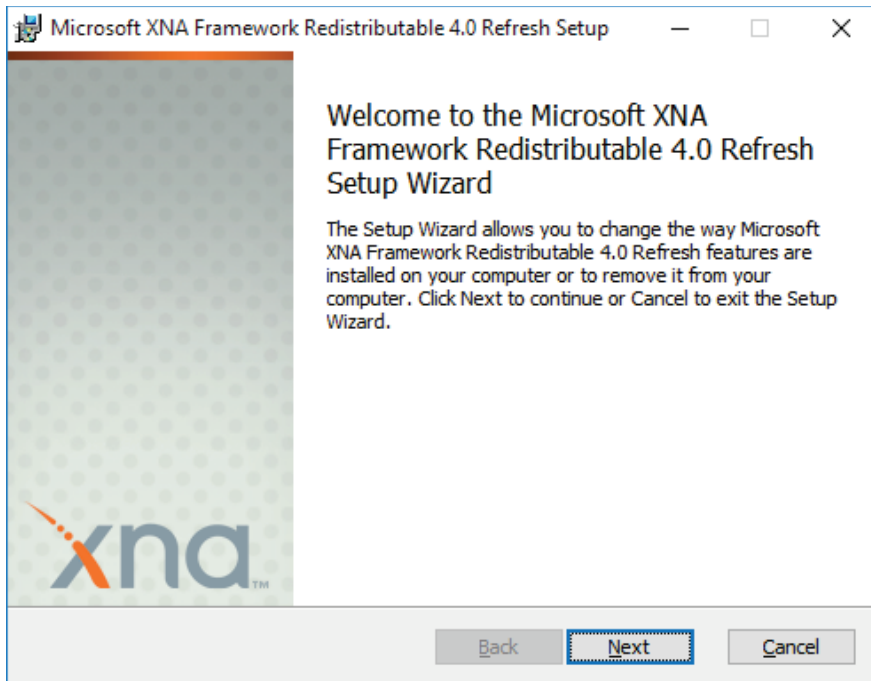 Microsoft XNA Framework Redistributable 4.0 Refresh Setup
Welcome to the Microsoft XNA
Framework Redistributable 4.0 Refresh
Setup Wizard
The Setup Wizard allows you to change the way Microsoft
XNA Framework Redistributable 4.0 Refresh features are
installed on your computer or to remove it from your
computer. Click Next to continue or Cancel to exit the Setup
Wizard.
xna™
Back Next Cancel